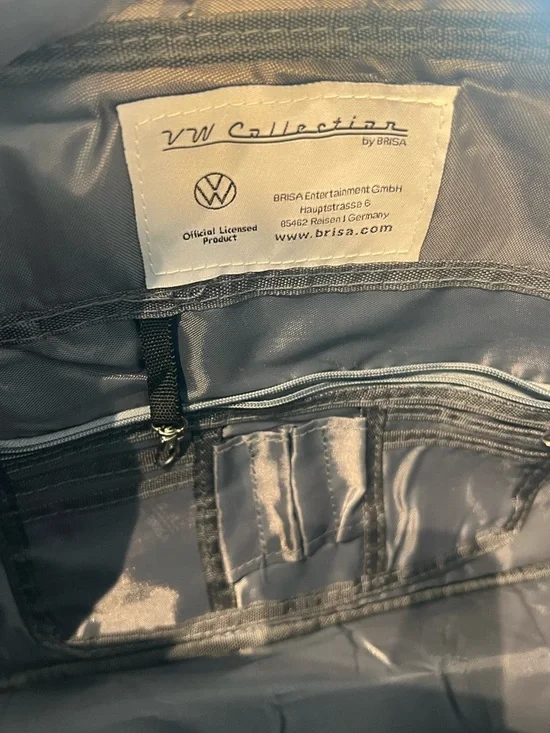 VW Collection
by BRISA
Official Licensed
Product
BRISA Entertainment GmbH
Hauptstrasse 6
85462 Reisen | Germany
www.brisa.com